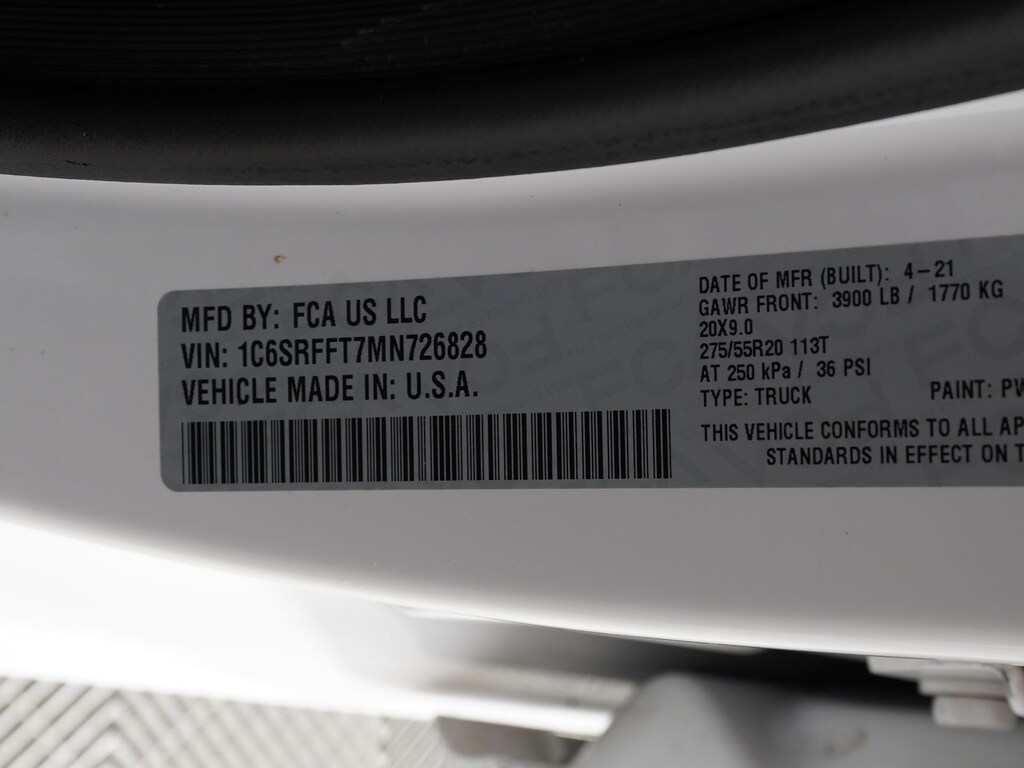 MFD BY: FCA US LLC
VIN: 1C6SRFFT7MN726828
VEHICLE MADE IN: U.S.A.
DATE OF MFR (BUILT): 4-21
GAWR FRONT: 3900 LB / 1770 KG
20X9.0
275/55R20 113T
AT 250 kPa / 36 PSI
TYPE: TRUCK PAINT: PW
THIS VEHICLE CONFORMS TO ALL AP
STANDARDS IN EFFECT ON T